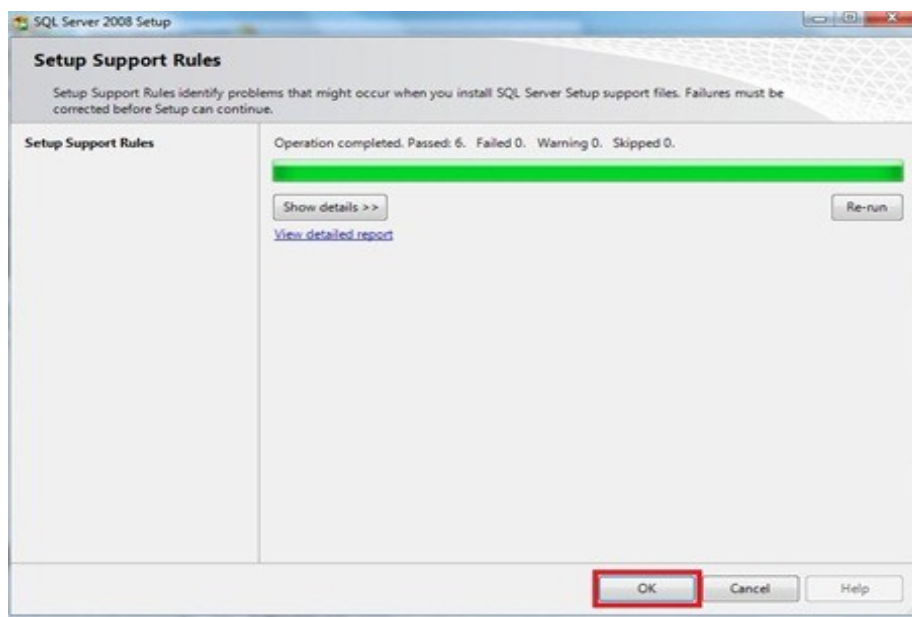 SQL Server 2008 Setup
Setup Support Rules
Setup Support Rules identify problems that might occur when you install SQL Server Setup support files. Failures must be
corrected before Setup can continue.
Setup Support Rules
Operation completed. Passed: 6. Failed 0. Warning 0. Skipped 0.
Show details >>
Re-run
View detailed report
OK
Cancel
Help